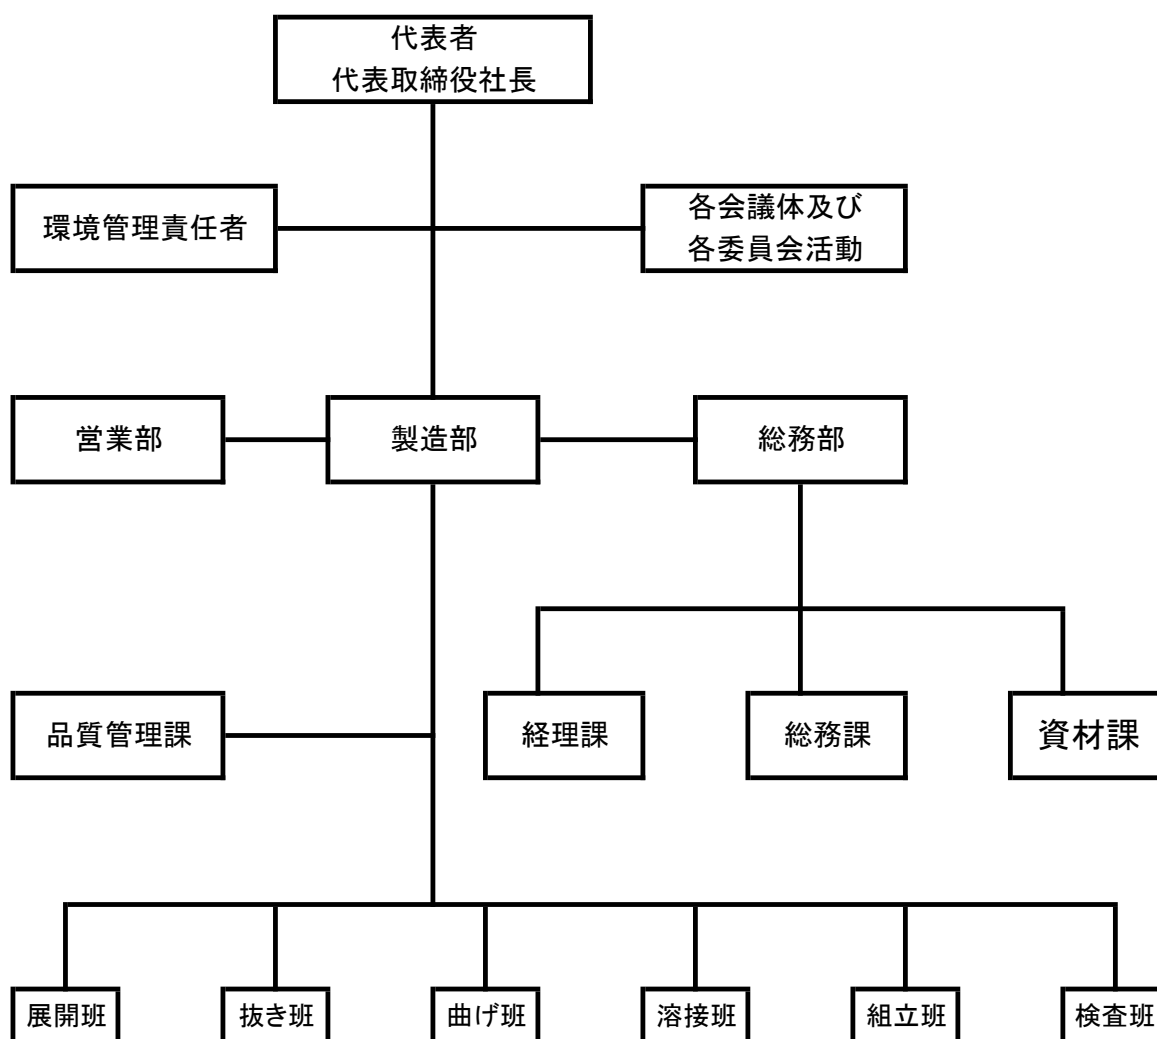 代表者
代表取締役社長
環境管理責任者
各会議体及び
各委員会活動
営業部
製造部
総務部
品質管理課
経理課
総務課
資材課
展開班
抜き班
曲げ班
溶接班
組立班
検査班